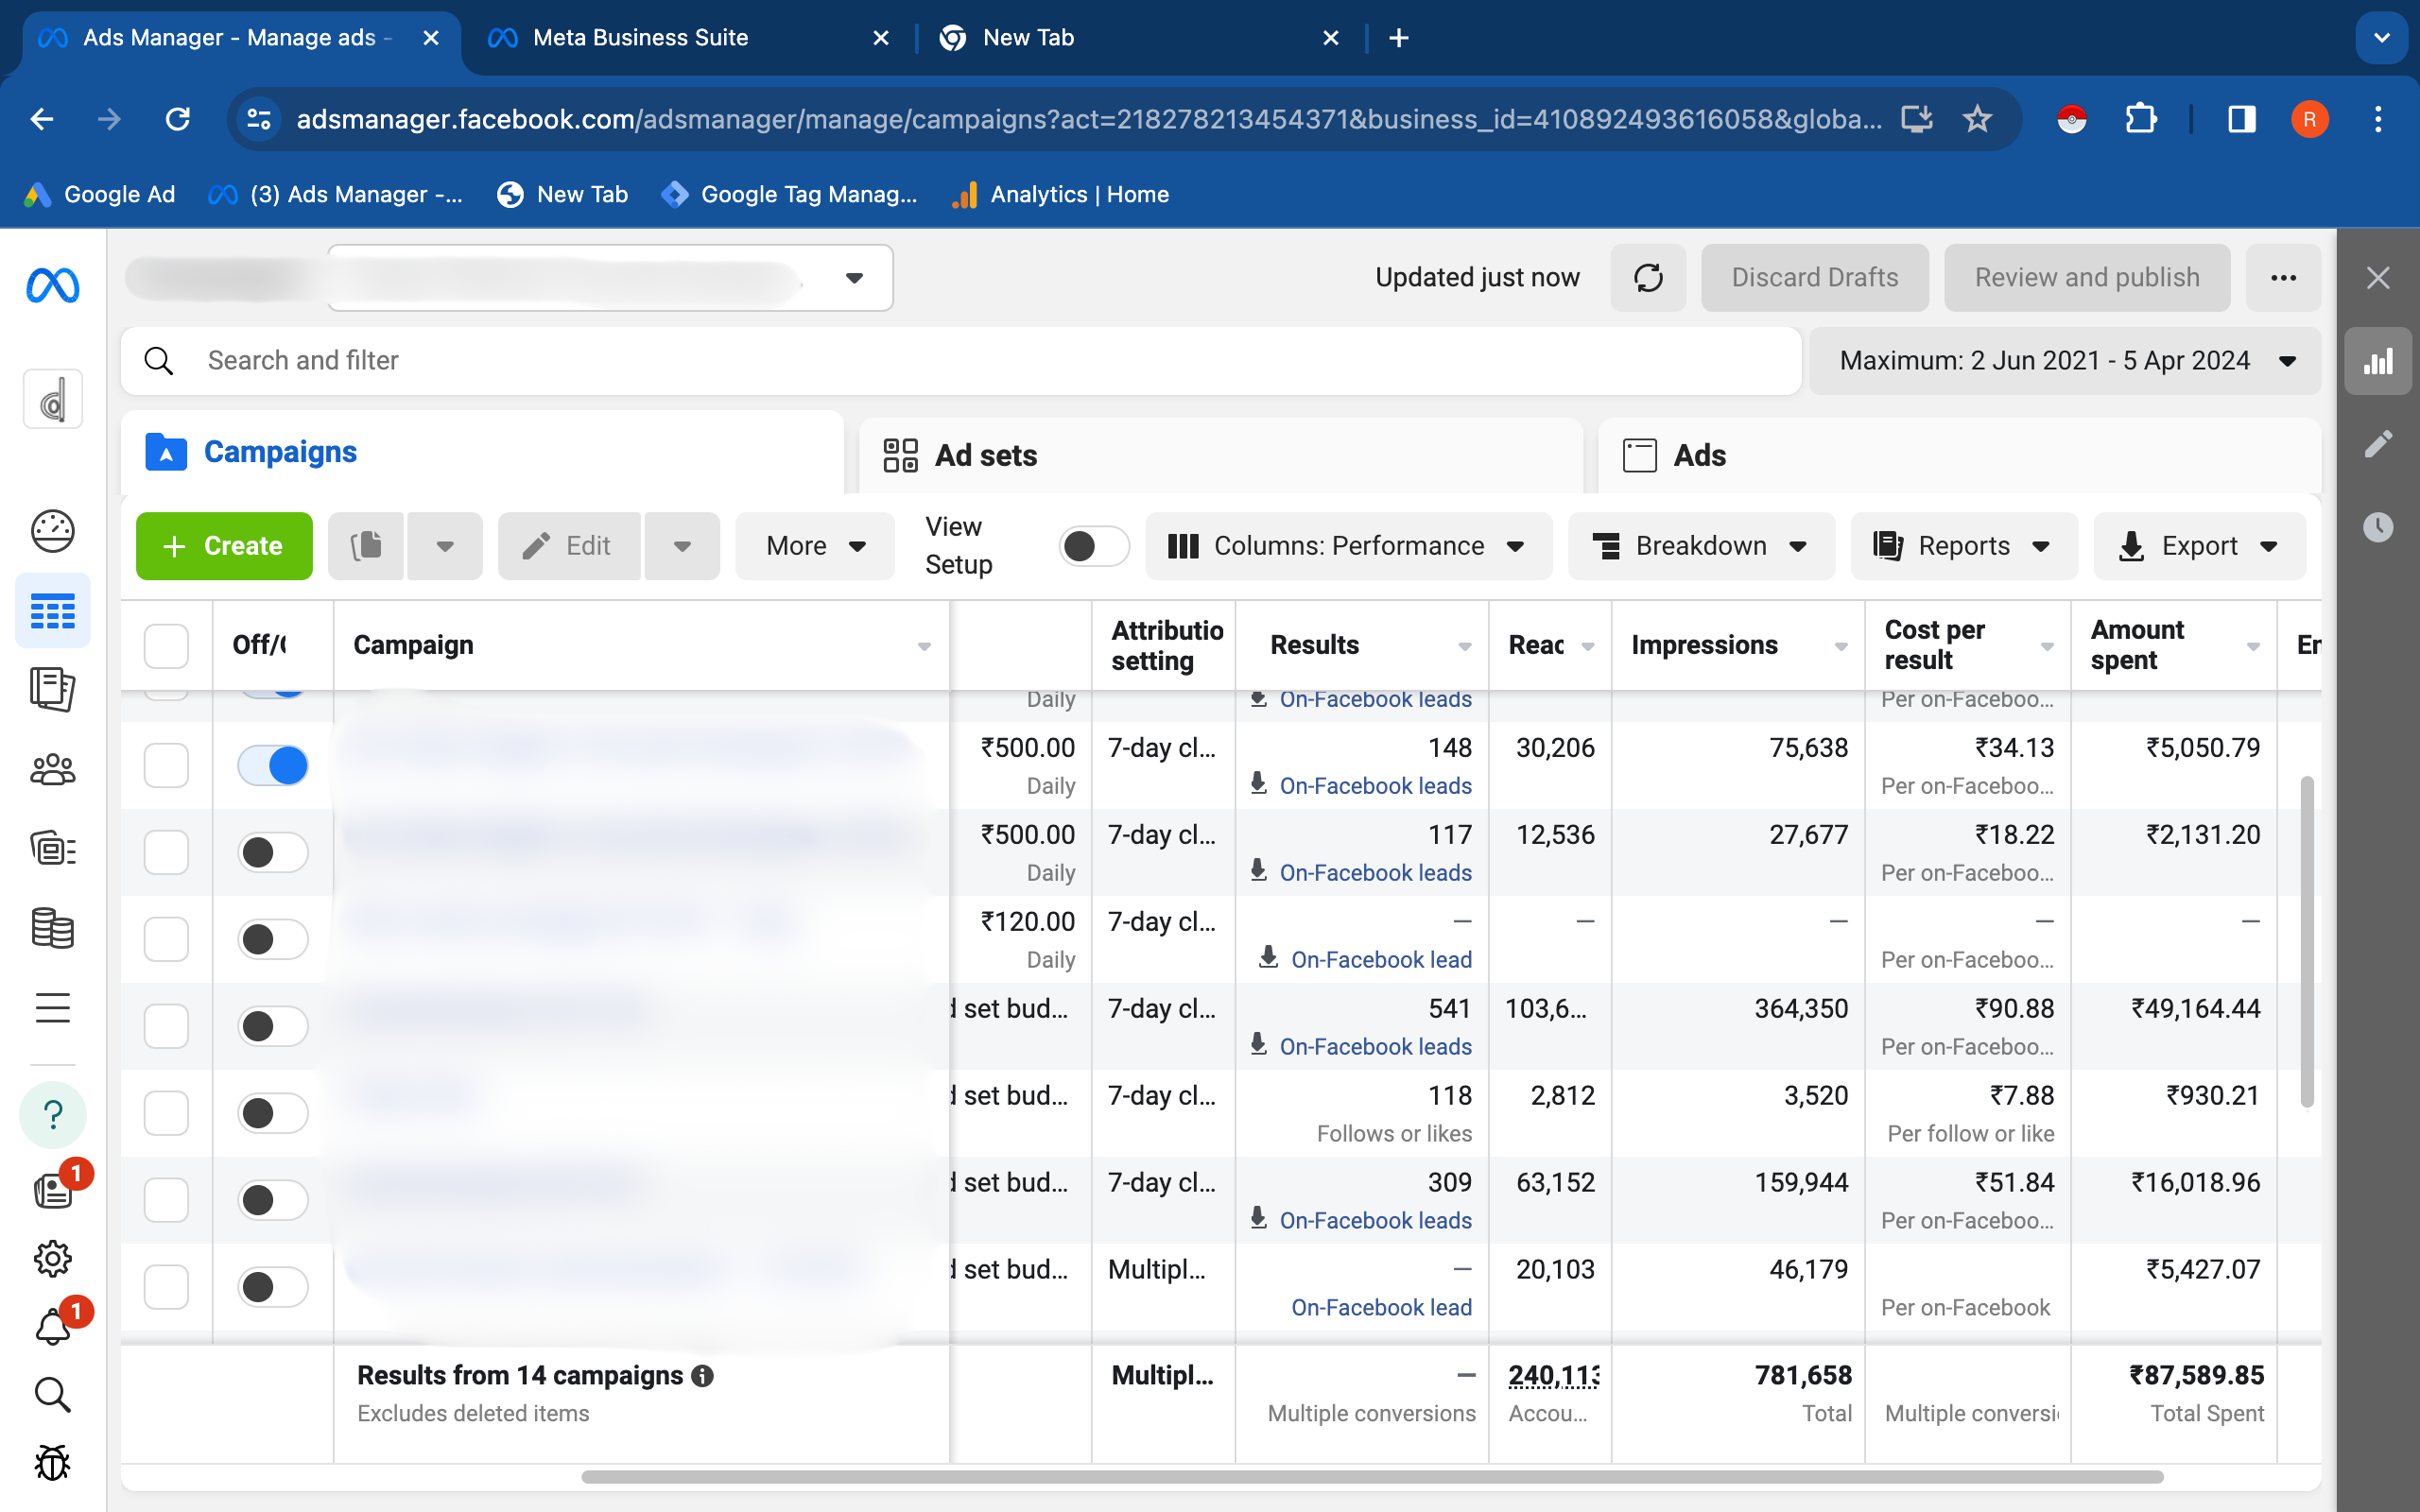 Ads Manager - Manage ads -
Meta Business Suite
New Tab
adsmanager.facebook.com/adsmanager/manage/campaigns?act=218278213454371&business_id=410892493616058&globa...
R
Google Ad
(3) Ads Manager -...
New Tab
Google Tag Manag...
Analytics | Home
Updated just now
Discard Drafts
Review and publish
Search and filter
Maximum: 2 Jun 2021 - 5 Apr 2024
Campaigns
Ad sets
Ads
+ Create
Edit
More
View Setup
Columns: Performance
Breakdown
Reports
Export
Off/
Campaign
Attributio setting
Results
Reac
Impressions
Cost per result
Amount spent
En
Daily
On-Facebook leads
Per on-Faceboo...
₹500.00 7-day cl... 148 30,206 75,638 ₹34.13 ₹5,050.79
Daily On-Facebook leads Per on-Faceboo...
₹500.00 7-day cl... 117 12,536 27,677 ₹18.22 ₹2,131.20
Daily On-Facebook leads Per on-Faceboo...
₹120.00 7-day cl... — — — — —
Daily On-Facebook lead Per on-Faceboo...
d set bud... 7-day cl... 541 103,6... 364,350 ₹90.88 ₹49,164.44
On-Facebook leads Per on-Faceboo...
d set bud... 7-day cl... 118 2,812 3,520 ₹7.88 ₹930.21
Follows or likes Per follow or like
d set bud... 7-day cl... 309 63,152 159,944 ₹51.84 ₹16,018.96
On-Facebook leads Per on-Faceboo...
d set bud... Multipl... — 20,103 46,179 ₹5,427.07
On-Facebook lead Per on-Facebook
Results from 14 campaigns Multipl... — 240,113 781,658 ₹87,589.85
Excludes deleted items Multiple conversions Accou... Total Multiple conversi Total Spent
d
?
1
1